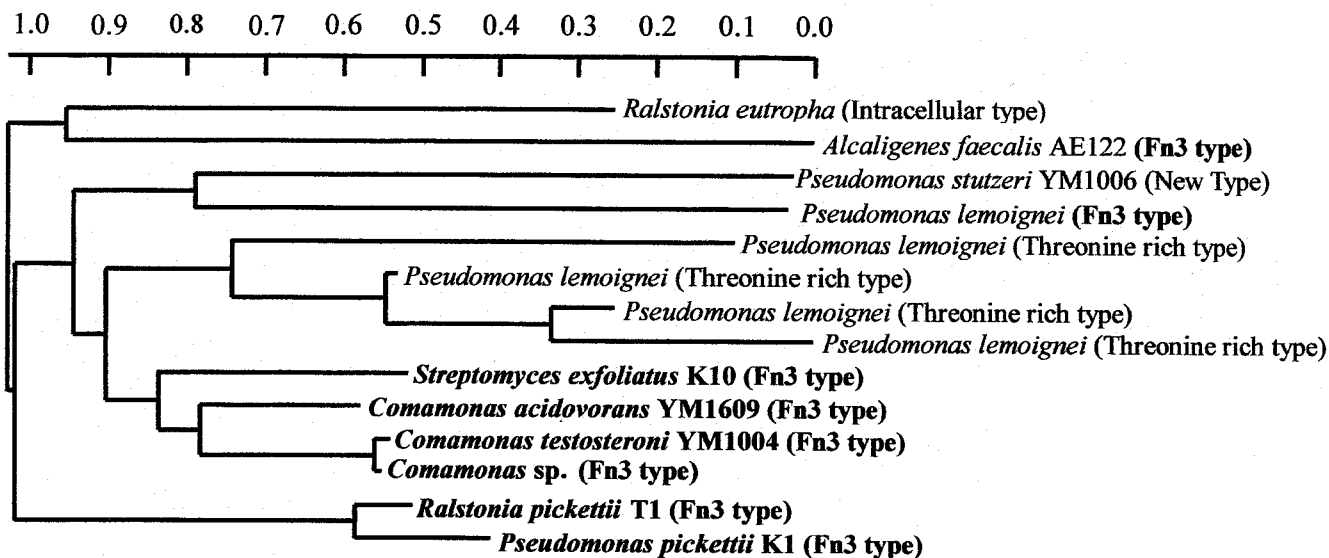 1.0 0.9 0.8 0.7 0.6 0.5 0.4 0.3 0.2 0.1 0.0
Ralstonia eutropha (Intracellular type)
Alcaligenes faecalis AE122 (Fn3 type)
Pseudomonas stutzeri YM1006 (New Type)
Pseudomonas lemoignei (Fn3 type)
Pseudomonas lemoignei (Threonine rich type)
Pseudomonas lemoignei (Threonine rich type)
Pseudomonas lemoignei (Threonine rich type)
Pseudomonas lemoignei (Threonine rich type)
Streptomyces exfoliatus K10 (Fn3 type)
Comamonas acidovorans YM1609 (Fn3 type)
Comamonas testosteroni YM1004 (Fn3 type)
Comamonas sp. (Fn3 type)
Ralstonia pickettii T1 (Fn3 type)
Pseudomonas pickettii K1 (Fn3 type)